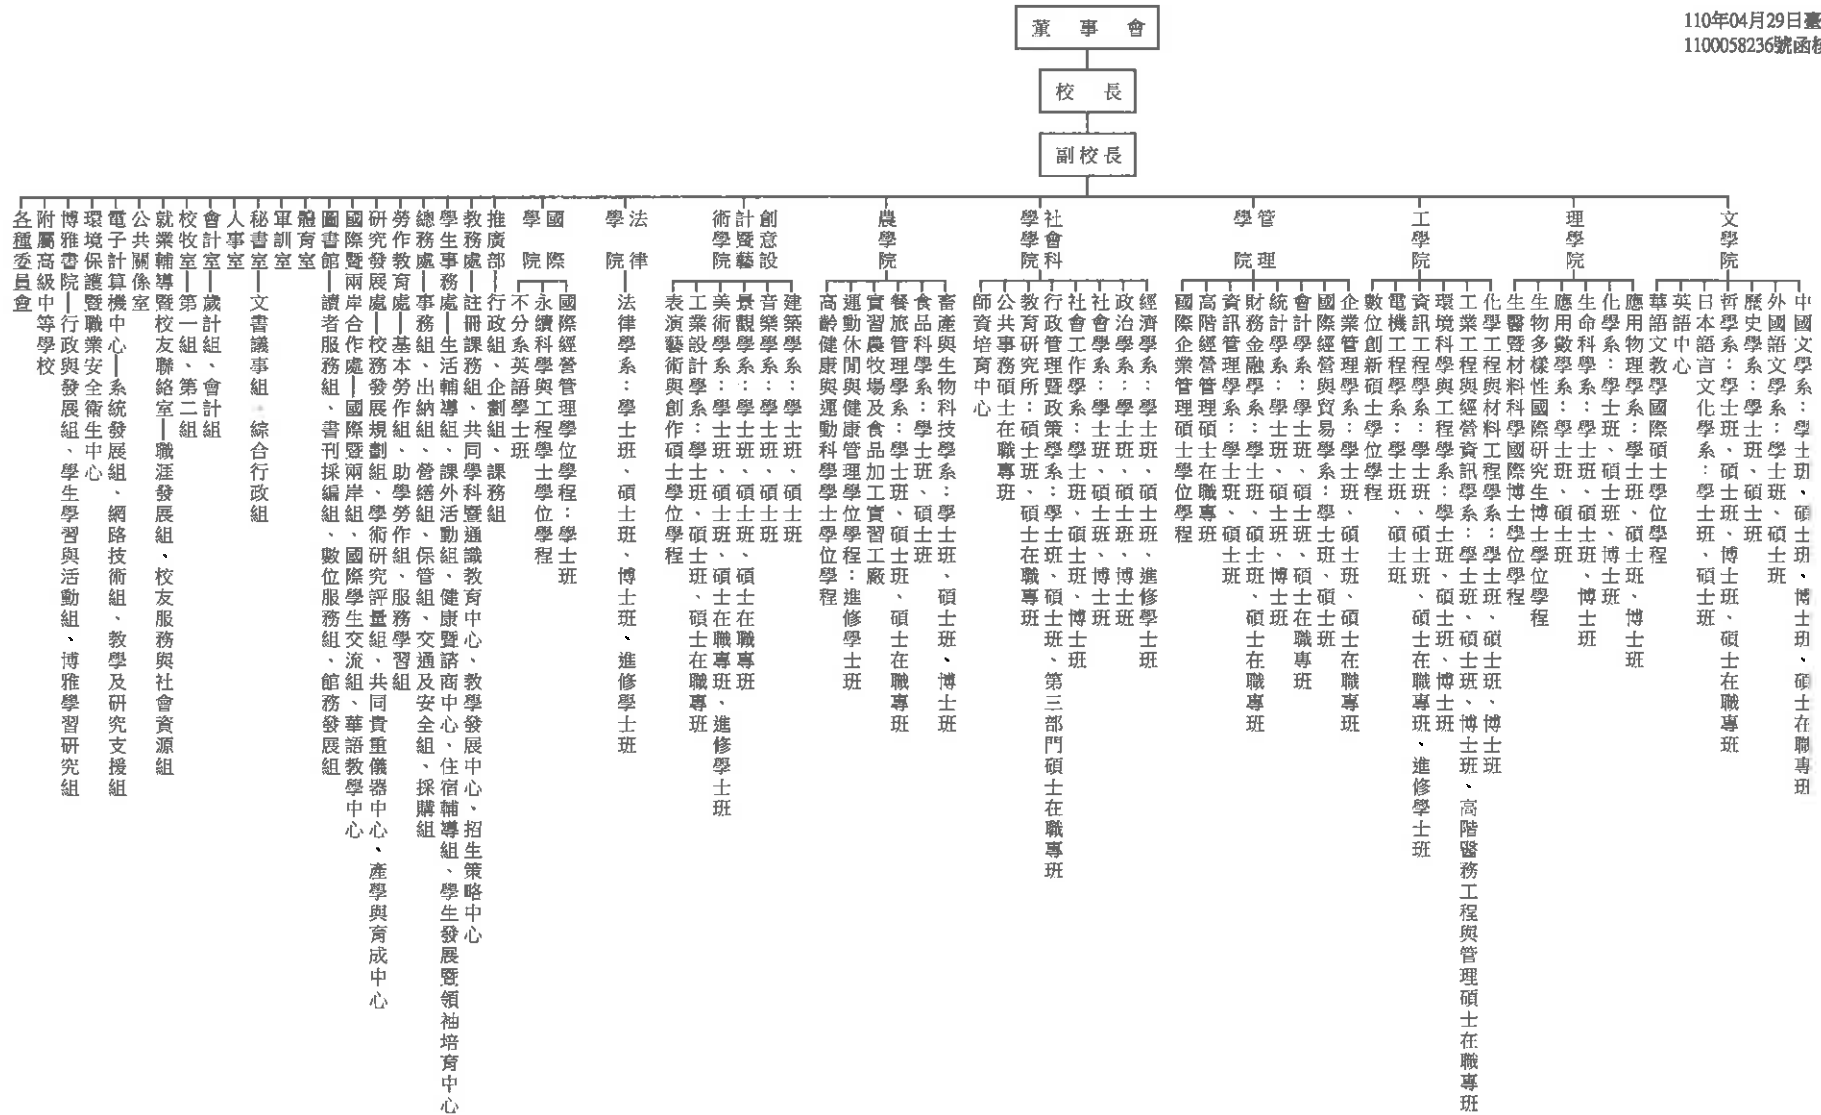 110年04月29日臺
1100058236號函核
董事會
校長
副校長
文學院
中國文學系：學士班、碩士班、博士班、碩士在職專班
外國語文學系：學士班、碩士班
歷史學系：學士班、碩士班
哲學系：學士班、碩士班、博士班、碩士在職專班
日本語言文化學系：學士班、碩士班
英語中心
華語文教學國際碩士學位學程
理學院
應用物理學系：學士班、碩士班、博士班
化學系：學士班、碩士班、博士班
生命科學系：學士班、碩士班、博士班
應用數學系：學士班、碩士班
生物多樣性國際研究生博士學位學程
生醫暨材料科學國際博士學位學程
工學院
化學工程與材料工程學系：學士班、碩士班、博士班
工業工程與經營資訊學系：學士班、碩士班、博士班、高階醫務工程與管理碩士在職專班
環境科學與工程學系：學士班、碩士班、博士班
資訊工程學系：學士班、碩士班、碩士在職專班、進修學士班
電機工程學系：學士班、碩士班
數位創新碩士學位學程
管理學院
企業管理學系：學士班、碩士班、碩士在職專班
國際經營與貿易學系：學士班、碩士班
會計學系：學士班、碩士班、碩士在職專班
統計學系：學士班、碩士班、博士班
財務金融學系：學士班、碩士班、碩士在職專班
資訊管理學系：學士班、碩士班
高階經營管理碩士在職專班
國際企業管理碩士學位學程
社會科學學院
經濟學系：學士班、碩士班、進修學士班
政治學系：學士班、碩士班、博士班
社會學系：學士班、碩士班、博士班
社會工作學系：學士班、碩士班、博士班
行政管理暨政策學系：學士班、碩士班、第三部門碩士在職專班
教育研究所：碩士班、碩士在職專班
公共事務碩士在職專班
師資培育中心
農學院
畜產與生物科技學系：學士班、碩士班、博士班
食品科學系：學士班、碩士班
餐旅管理學系：學士班、碩士班、碩士在職專班
實習農牧場及食品加工實習工廠
運動休閒與健康管理學位學程：進修學士班
高齡健康與運動科學學士學位學程
創意設計暨藝術學院
建築學系：學士班、碩士班
音樂學系：學士班、碩士班
景觀學系：學士班、碩士班、碩士在職專班
美術學系：學士班、碩士班、碩士在職專班、進修學士班
工業設計學系：學士班、碩士班、碩士在職專班
表演藝術與創作碩士學位學程
法律學院
法律學系：學士班、碩士班、博士班、進修學士班
國際學院
國際經營管理學位學程：學士班
永續科學與工程學士學位學程
不分系英語學士班
推廣部—行政組、企劃組、課務組
教務處—註冊課務組、共同學科暨通識教育中心、教學發展中心、招生策略中心
學生事務處—生活輔導組、課外活動組、健康暨諮商中心、住宿輔導組、學生發展暨領袖培育中心
總務處—事務組、出納組、營繕組、保管組、交通及安全組、採購組
勞作教育處—基本勞作組、助學勞作組、服務學習組
研究發展處—校務發展規劃組、學術研究評量組、共同貴重儀器中心、產學與育成中心
國際暨兩岸合作處—國際暨兩岸組、國際學生交流組、華語教學中心
圖書館—讀者服務組、書刊採編組、數位服務組、館務發展組
體育室
軍訓室
秘書室—文書議事組、綜合行政組
人事室
會計室—歲計組、會計組
校牧室—第一組、第二組
就業輔導暨校友聯絡室—職涯發展組、校友服務與社會資源組
公共關係室
電子計算機中心—系統發展組、網路技術組、教學及研究支援組
環境保護暨職業安全衛生中心
博雅書院—行政與發展組、學生學習與活動組、博雅學習研究組
附屬高級中等學校
各種委員會